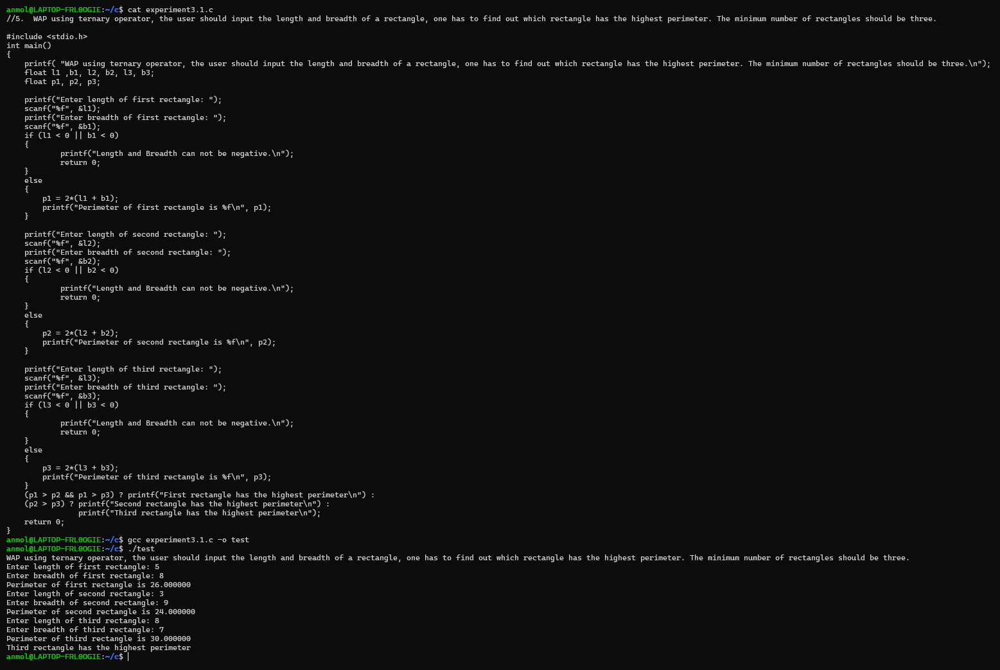 anmol@LAPTOP-FRL0OGIE:~/c$ cat experiment3.1.c
//5.  WAP using ternary operator, the user should input the length and breadth of a rectangle, one has to find out which rectangle has the highest perimeter. The minimum number of rectangles should be three.

#include <stdio.h>
int main()
{
    printf( "WAP using ternary operator, the user should input the length and breadth of a rectangle, one has to find out which rectangle has the highest perimeter. The minimum number of rectangles should be three.\n");
    float l1 ,b1, l2, b2, l3, b3;
    float p1, p2, p3;

    printf("Enter length of first rectangle: ");
    scanf("%f", &l1);
    printf("Enter breadth of first rectangle: ");
    scanf("%f", &b1);
    if (l1 < 0 || b1 < 0)
    {
            printf("Length and Breadth can not be negative.\n");
            return 0;
    }
    else
    {
        p1 = 2*(l1 + b1);
        printf("Perimeter of first rectangle is %f\n", p1);
    }

    printf("Enter length of second rectangle: ");
    scanf("%f", &l2);
    printf("Enter breadth of second rectangle: ");
    scanf("%f", &b2);
    if (l2 < 0 || b2 < 0)
    {
            printf("Length and Breadth can not be negative.\n");
            return 0;
    }
    else
    {
        p2 = 2*(l2 + b2);
        printf("Perimeter of second rectangle is %f\n", p2);
    }

    printf("Enter length of third rectangle: ");
    scanf("%f", &l3);
    printf("Enter breadth of third rectangle: ");
    scanf("%f", &b3);
    if (l3 < 0 || b3 < 0)
    {
            printf("Length and Breadth can not be negative.\n");
            return 0;
    }
    else
    {
        p3 = 2*(l3 + b3);
        printf("Perimeter of third rectangle is %f\n", p3);
    }
    (p1 > p2 && p1 > p3) ? printf("First rectangle has the highest perimeter\n") :
    (p2 > p3) ? printf("Second rectangle has the highest perimeter\n") :
                printf("Third rectangle has the highest perimeter\n");
    return 0;
}
anmol@LAPTOP-FRL0OGIE:~/c$ gcc experiment3.1.c -o test
anmol@LAPTOP-FRL0OGIE:~/c$ ./test
WAP using ternary operator, the user should input the length and breadth of a rectangle, one has to find out which rectangle has the highest perimeter. The minimum number of rectangles should be three.
Enter length of first rectangle: 5
Enter breadth of first rectangle: 8
Perimeter of first rectangle is 26.000000
Enter length of second rectangle: 3
Enter breadth of second rectangle: 9
Perimeter of second rectangle is 24.000000
Enter length of third rectangle: 8
Enter breadth of third rectangle: 7
Perimeter of third rectangle is 30.000000
Third rectangle has the highest perimeter
anmol@LAPTOP-FRL0OGIE:~/c$